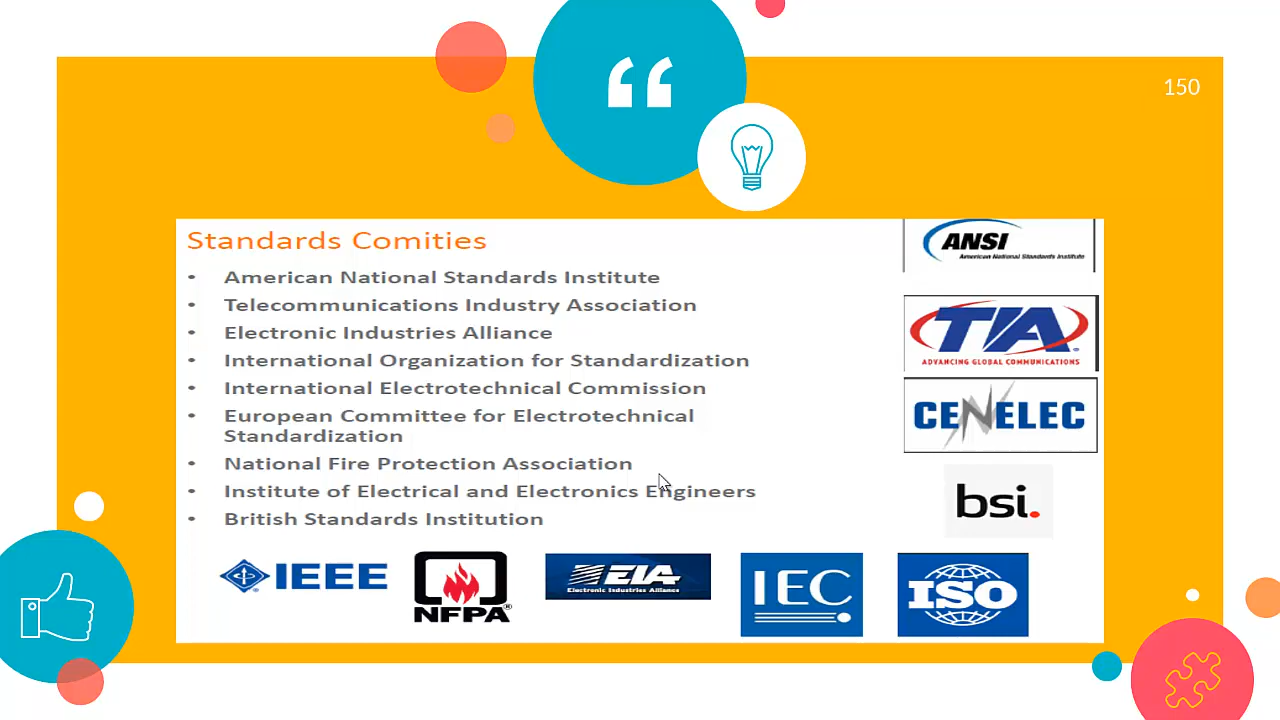 “
150
Standards Comities
• American National Standards Institute
• Telecommunications Industry Association
• Electronic Industries Alliance
• International Organization for Standardization
• International Electrotechnical Commission
• European Committee for Electrotechnical
Standardization
• National Fire Protection Association
• Institute of Electrical and Electronics Engineers
• British Standards Institution
ANSI
American National Standards Institute
TIA
ADVANCING GLOBAL COMMUNICATIONS
CENELEC
bsi.
IEEE
NFPA®
EIA
Electronic Industries Alliance
IEC
ISO